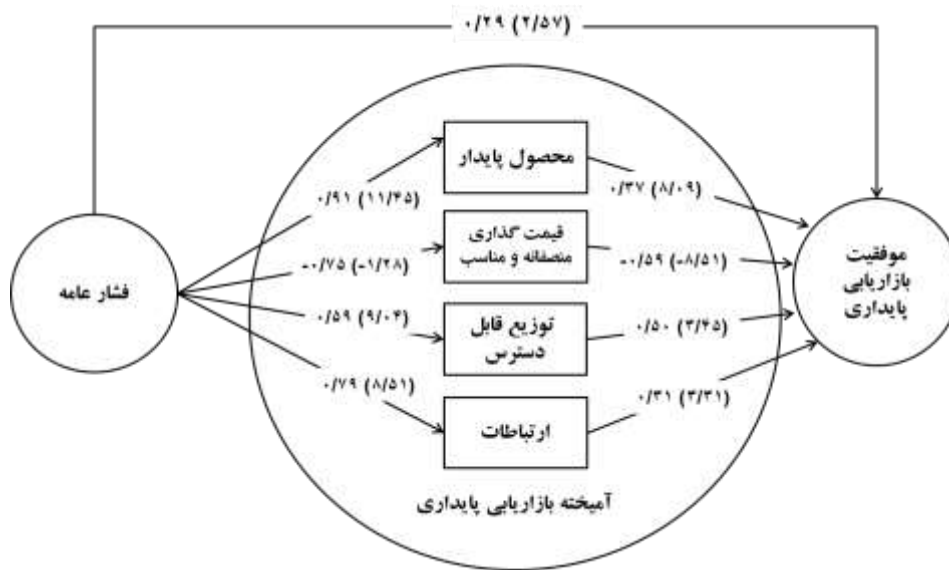 ۰/۲۹ (۲/۵۷)
محصول پایدار
۰/۹۱ (۱۱/۴۵)
۰/۳۷ (۸/۰۹)
قیمت گذاری
منصفانه و مناسب
-۰/۷۵ (-۱/۲۸)
-۰/۵۹ (-۸/۵۱)
فشار عامه
موفقیت
بازاریابی
پایداری
توزیع قابل
دسترس
۰/۵۹ (۹/۰۴)
۰/۵۰ (۳/۴۵)
۰/۷۹ (۸/۵۱)
۰/۳۱ (۳/۳۱)
ارتباطات
آمیخته بازاریابی پایداری